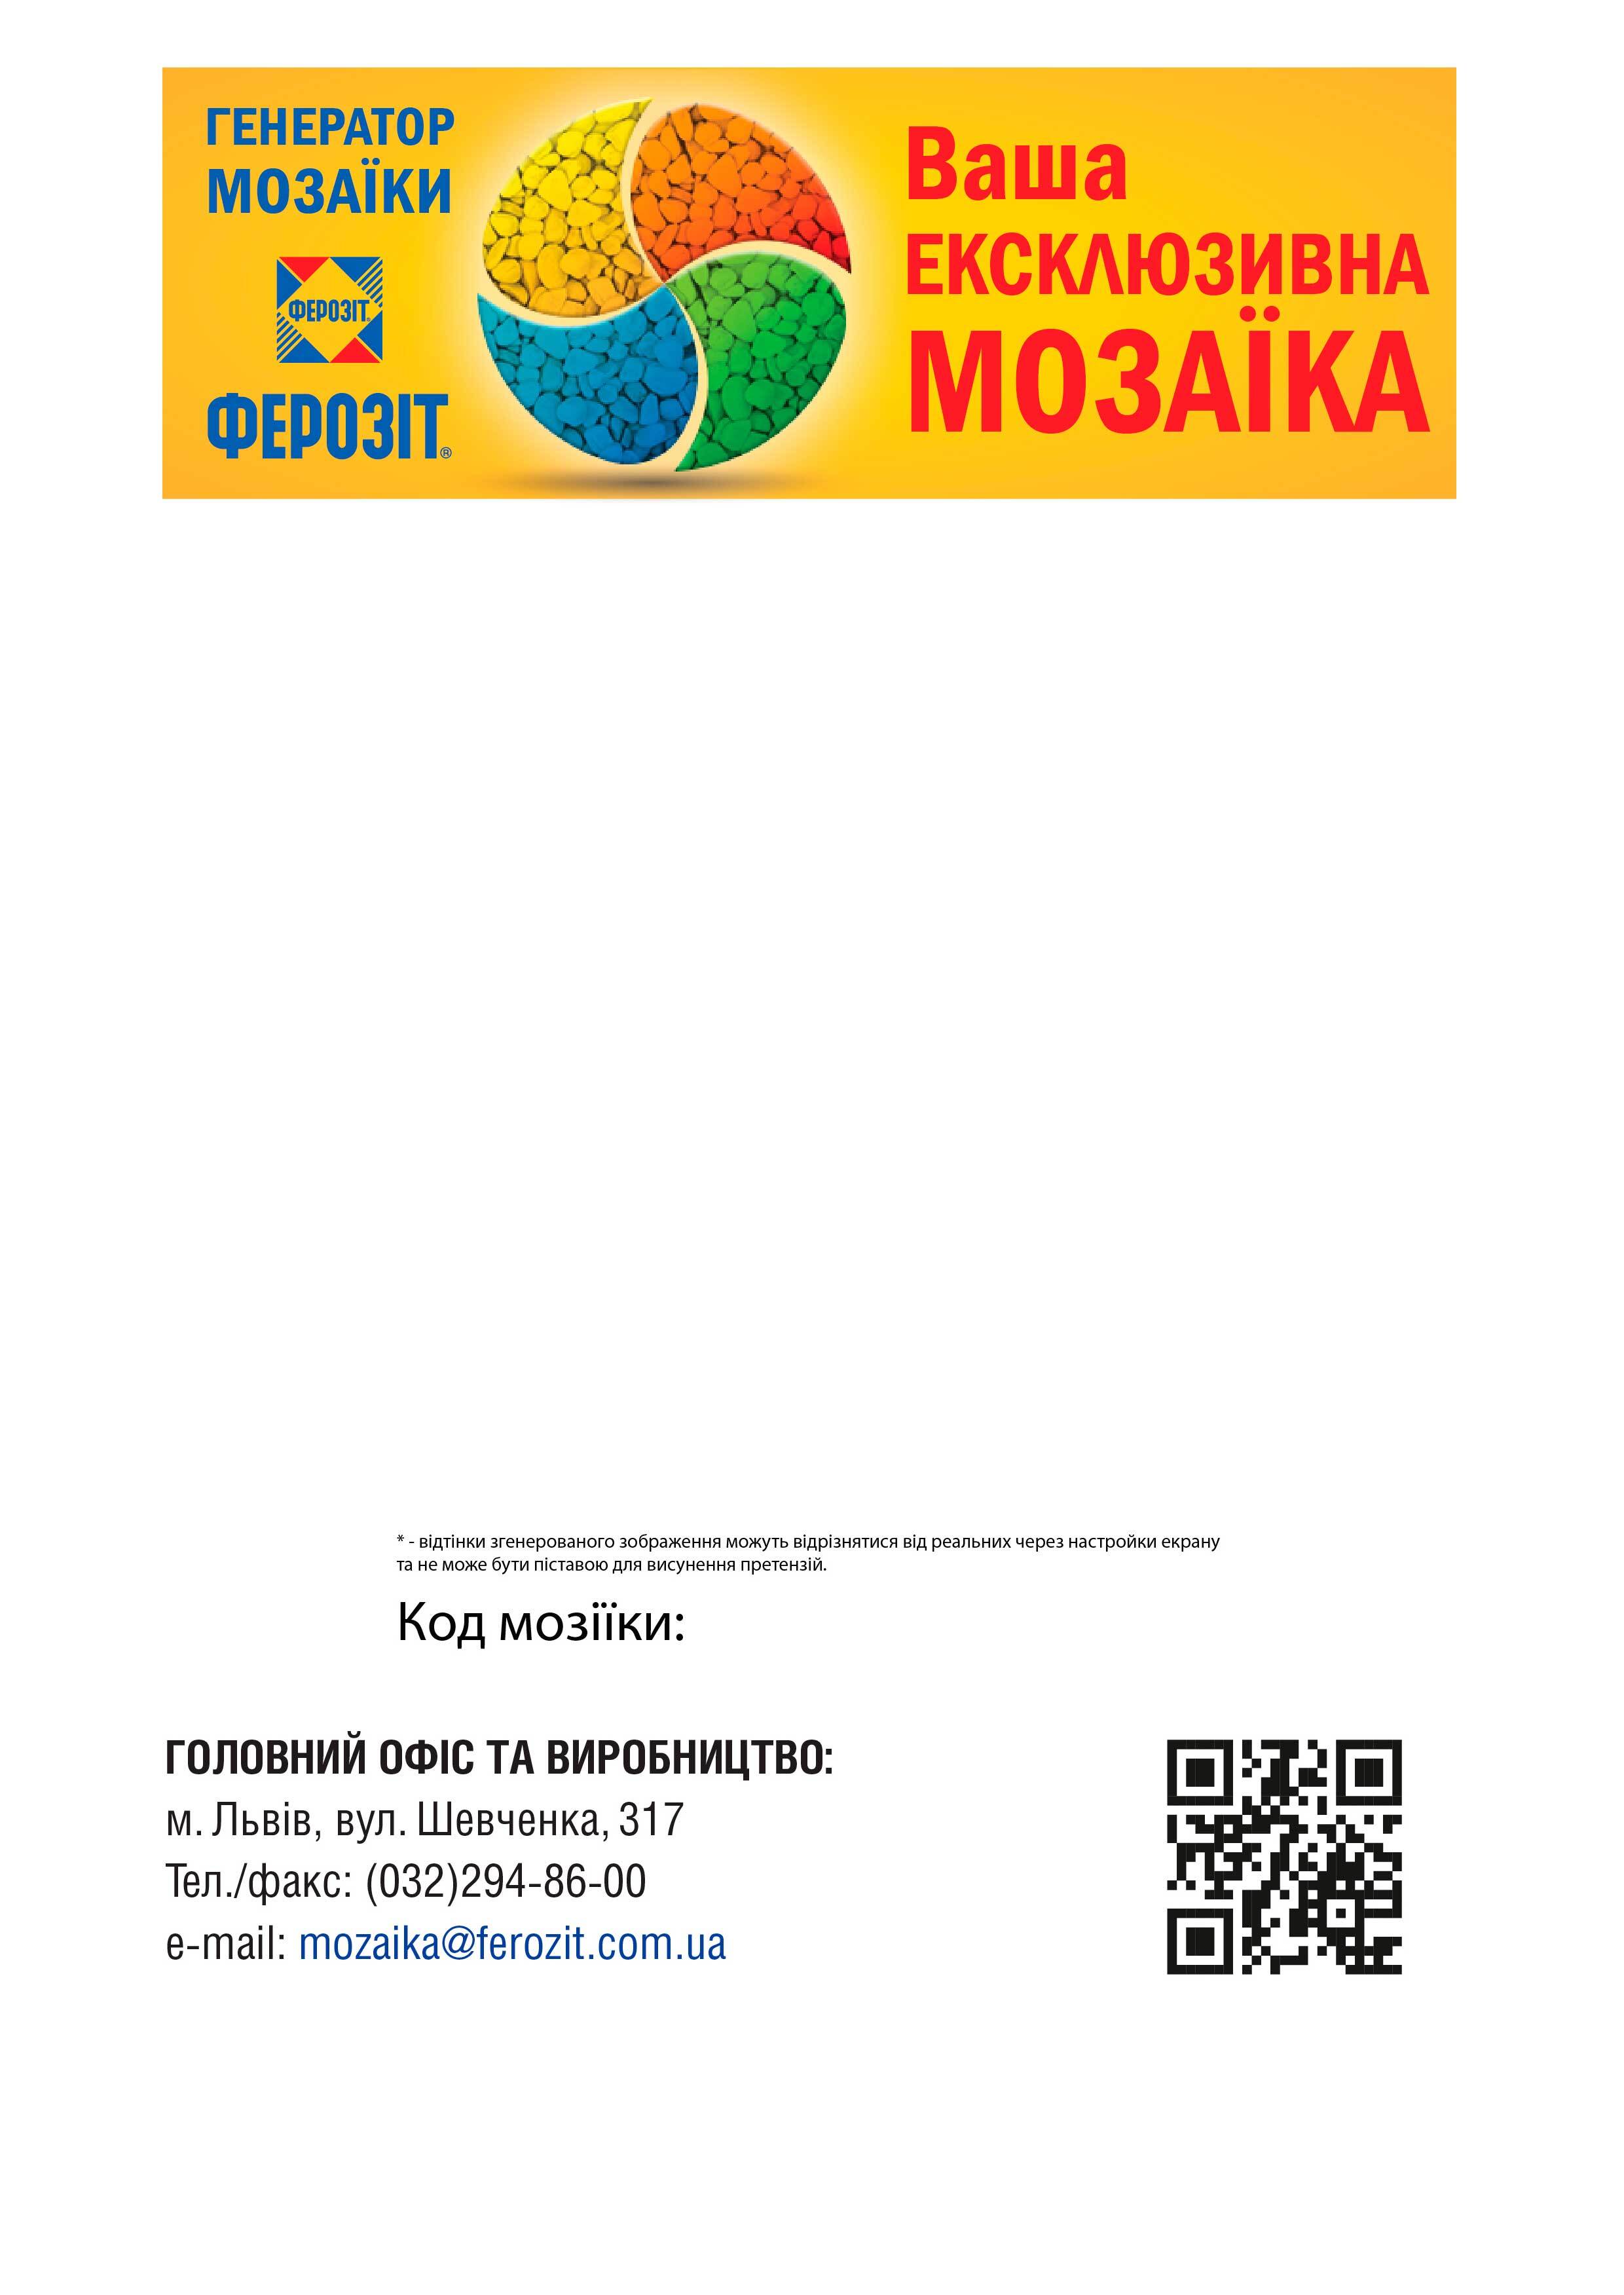 ГЕНЕРАТОР
МОЗАЇКИ
ФЕРОЗІТ®
ФЕРОЗІТ®
Ваша
ЕКСКЛЮЗИВНА
МОЗАЇКА
* - відтінки згенерованого зображення можуть відрізнятися від реальних через настройки екрану
та не може бути піставою для висунення претензій.
Код мозіїки:
ГОЛОВНИЙ ОФІС ТА ВИРОБНИЦТВО:
м. Львів, вул. Шевченка, 317
Тел./факс: (032)294-86-00
e-mail: mozaika@ferozit.com.ua